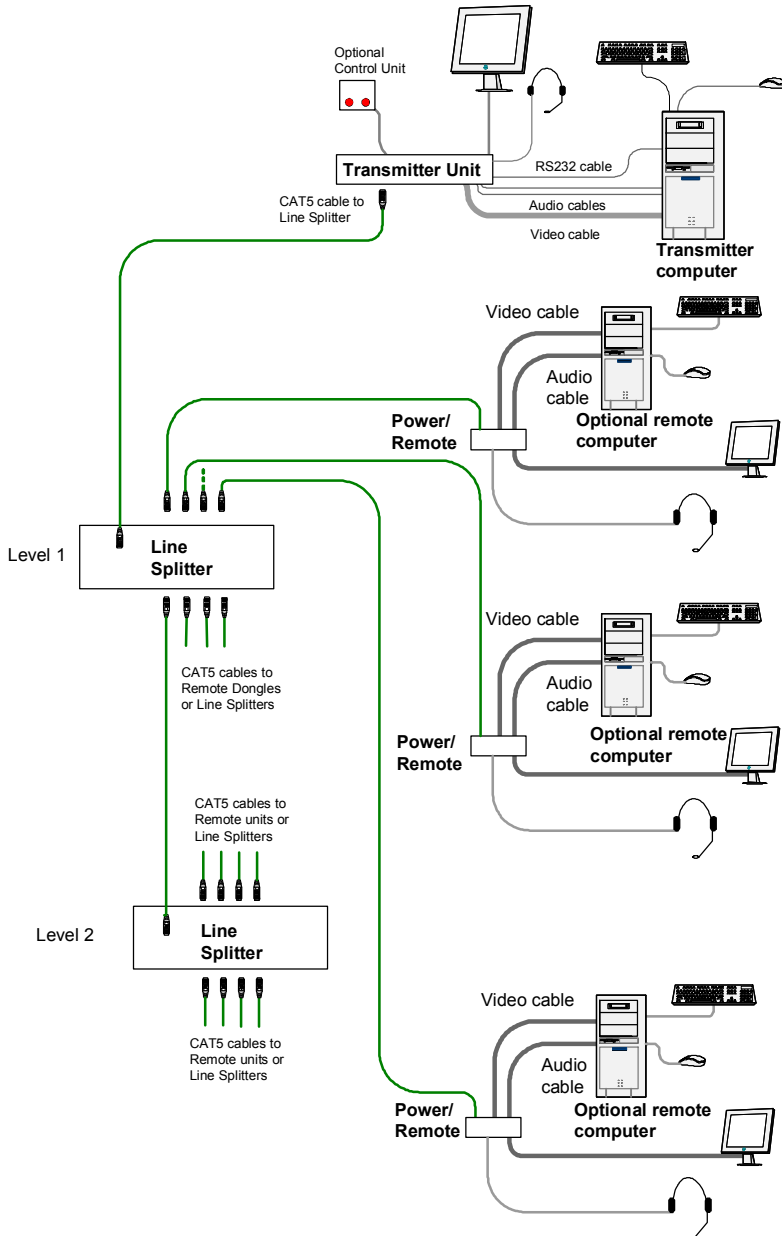 Optional
Control Unit
Transmitter Unit
RS232 cable
CAT5 cable to
Line Splitter
Audio cables
Video cable
Transmitter
computer
Video cable
Audio
cable
Power/
Remote
Optional remote
computer
Level 1
Line
Splitter
CAT5 cables to
Remote Dongles
or Line Splitters
Video cable
Audio
cable
Power/
Remote
Optional remote
computer
CAT5 cables to
Remote units or
Line Splitters
Level 2
Line
Splitter
CAT5 cables to
Remote units or
Line Splitters
Video cable
Audio
cable
Power/
Remote
Optional remote
computer